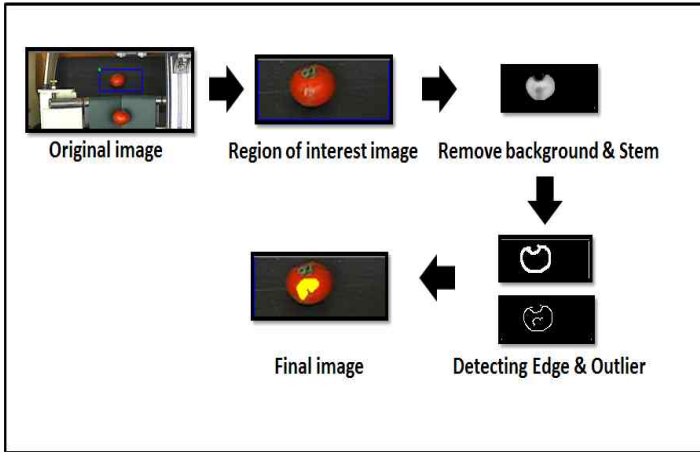 Original image
Region of interest image
Remove background & Stem
Final image
Detecting Edge & Outlier